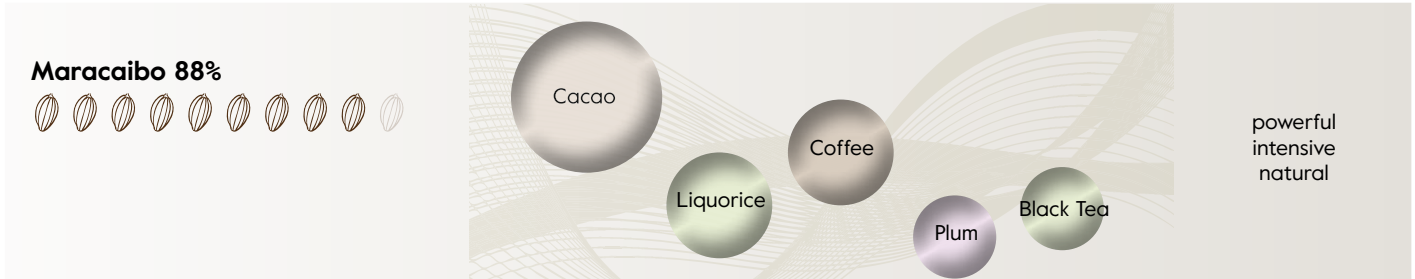 Maracaibo 88%
Cacao
Liquorice
Coffee
Plum
Black Tea
powerful
intensive
natural